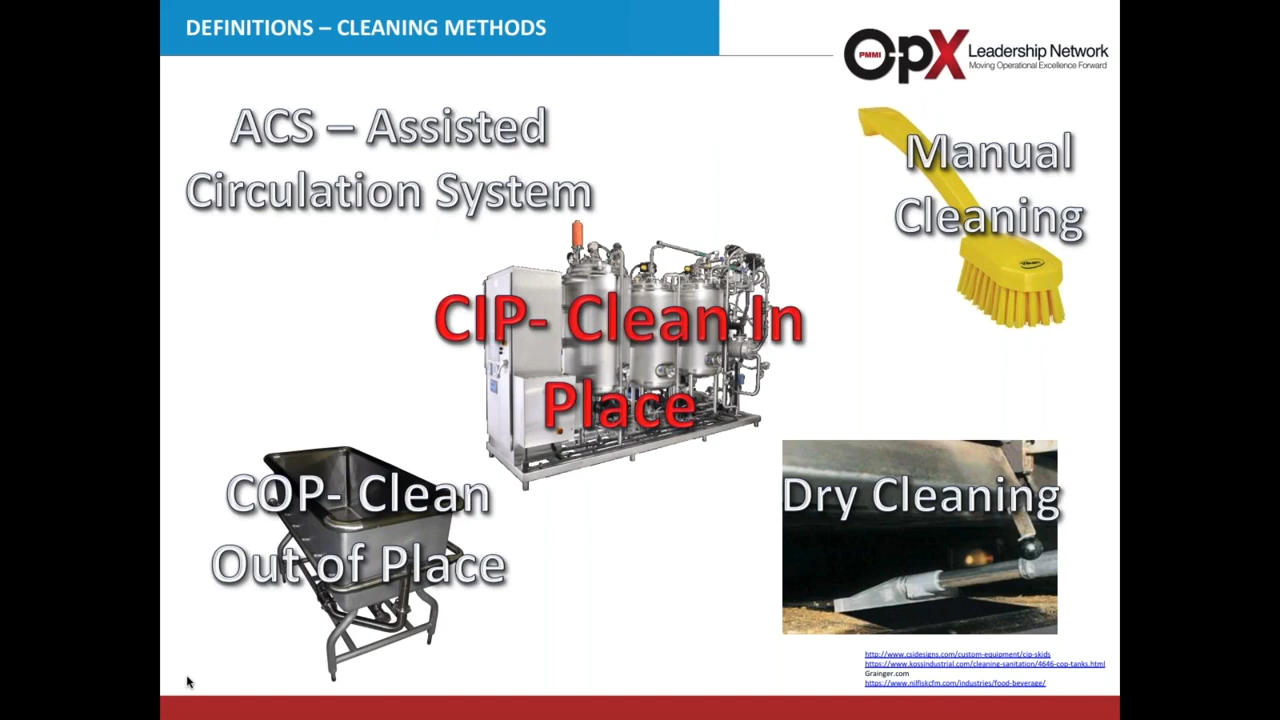 DEFINITIONS – CLEANING METHODS
PMMI
OpX
Leadership Network
Moving Operational Excellence Forward
ACS – Assisted
Circulation System
Manual
Cleaning
CIP- Clean In
Place
COP- Clean
Out of Place
Dry Cleaning
http://www.csidesigns.com/custom-equipment/cip-skids
https://www.kossindustrial.com/cleaning-sanitation/4646-cop-tanks.html
Grainger.com
https://www.nilfiskcfm.com/industries/food-beverage/